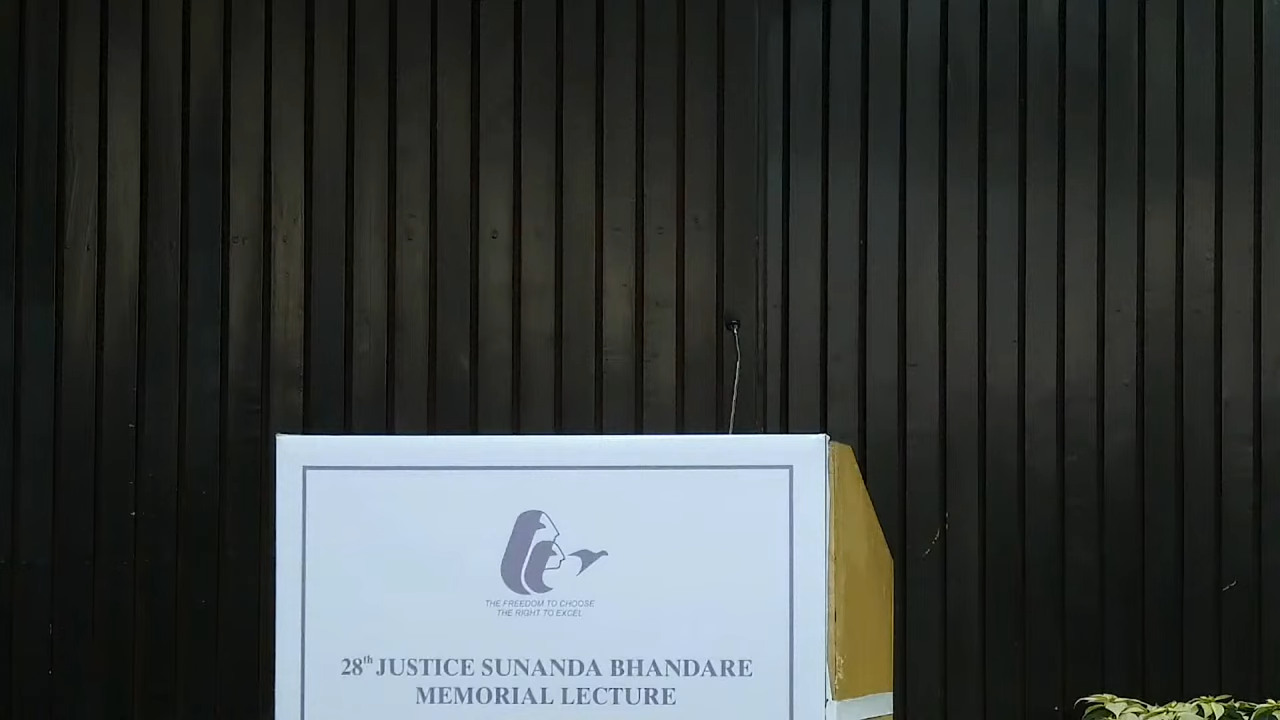 THE FREEDOM TO CHOOSE
THE RIGHT TO EXCEL
28th JUSTICE SUNANDA BHANDARE
MEMORIAL LECTURE